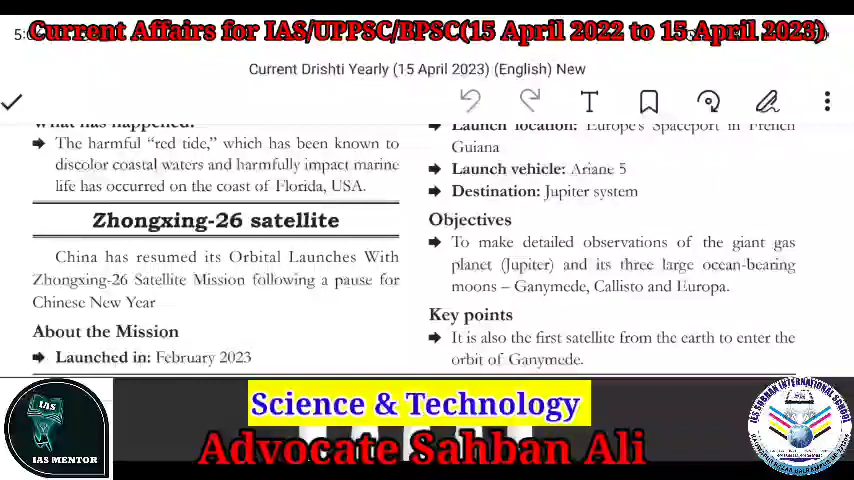 Current Affairs for IAS/UPPSC/BPSC(15 April 2022 to 15 April 2023)
Current Drishti Yearly (15 April 2023) (English) New
What has happened?
The harmful “red tide,” which has been known to
discolor coastal waters and harmfully impact marine
life has occurred on the coast of Florida, USA.
Zhongxing-26 satellite
China has resumed its Orbital Launches With
Zhongxing-26 Satellite Mission following a pause for
Chinese New Year
About the Mission
Launched in: February 2023
Launch location: Europe's Spaceport in French
Guiana
Launch vehicle: Ariane 5
Destination: Jupiter system
Objectives
To make detailed observations of the giant gas
planet (Jupiter) and its three large ocean-bearing
moons – Ganymede, Callisto and Europa.
Key points
It is also the first satellite from the earth to enter the
orbit of Ganymede.
Science & Technology
Advocate Sahban Ali
IAS
IAS MENTOR